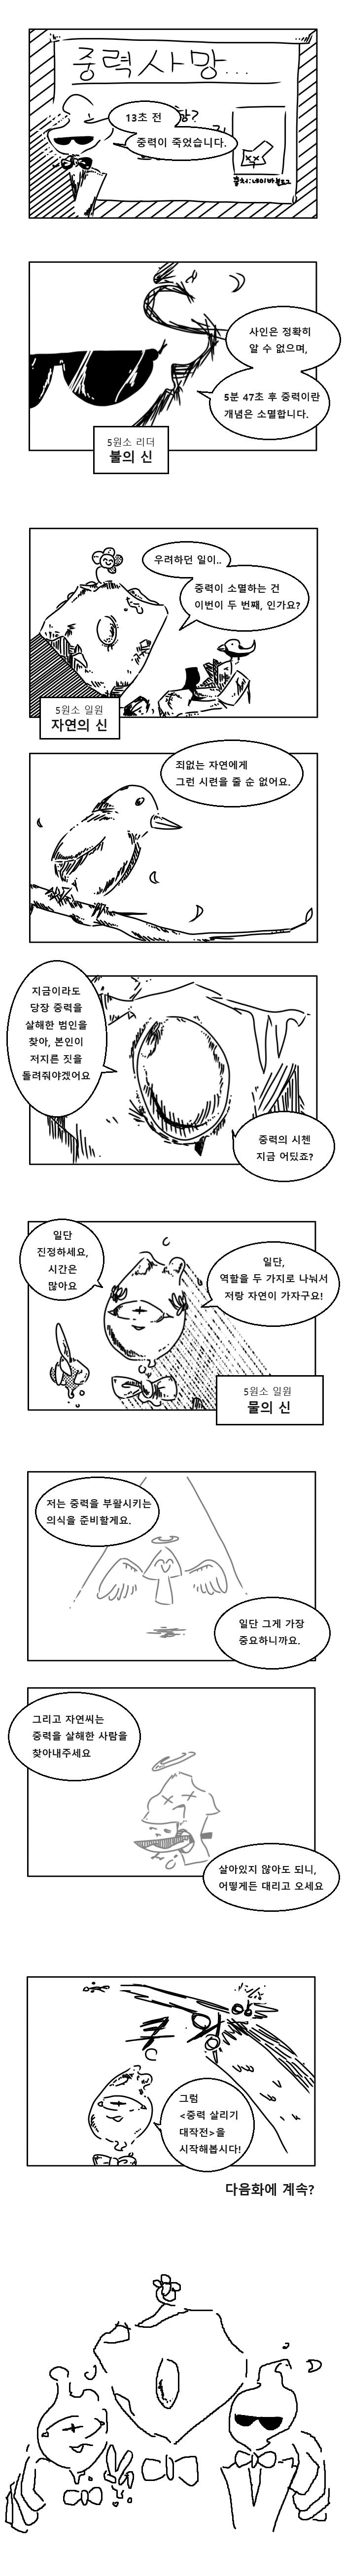 중력사망...
13초 전
중력이 죽었습니다.
출처:네이바블로그
사인은 정확히
알 수 없으며,
5분 47초 후 중력이란
개념은 소멸합니다.
5원소 리더
불의 신
우려하던 일이..
중력이 소멸하는 건
이번이 두 번째, 인가요?
5원소 일원
자연의 신
죄없는 자연에게
그런 시련을 줄 순 없어요.
지금이라도
당장 중력을
살해한 범인을
찾아, 본인이
저지른 짓을
돌려줘야겠어요
중력의 시첸
지금 어딨죠?
일단
진정하세요,
시간은
많아요
일단,
역할을 두 가지로 나눠서
저랑 자연이 가자구요!
5원소 일원
물의 신
저는 중력을 부활시키는
의식을 준비할게요.
일단 그게 가장
중요하니까요.
그리고 자연씨는
중력을 살해한 사람을
찾아내주세요
살아있지 않아도 되니,
어떻게든 대리고 오세요
쿠 와
앙
그럼
<중력 살리기
대작전>을
시작해봅시다!
다음화에 계속?